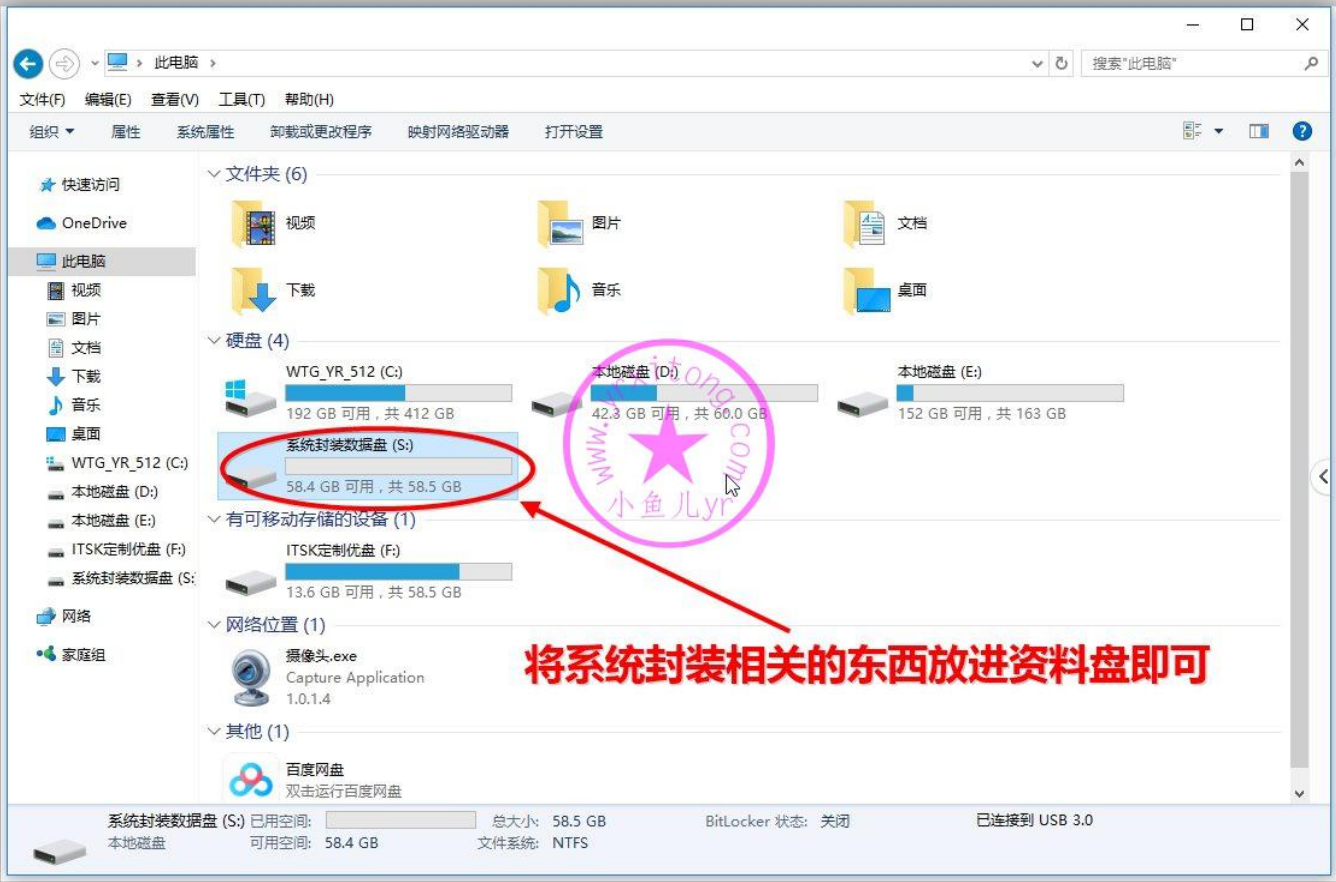 此电脑
搜索"此电脑"
文件(F) 编辑(E) 查看(V) 工具(T) 帮助(H)
组织 属性 系统属性 卸载或更改程序 映射网络驱动器 打开设置
快速访问
OneDrive
此电脑
视频
图片
文档
下载
音乐
桌面
WTG_YR_512 (C:)
本地磁盘 (D:)
本地磁盘 (E:)
ITSK定制优盘 (F:)
系统封装数据盘 (S:
网络
家庭组
文件夹 (6)
视频 图片 文档
下载 音乐 桌面
硬盘 (4)
WTG_YR_512 (C:)
192 GB 可用，共 412 GB
本地磁盘 (D:)
42.3 GB 可用，共 60.0 GB
本地磁盘 (E:)
152 GB 可用，共 163 GB
系统封装数据盘 (S:)
58.4 GB 可用，共 58.5 GB
www.yrxitong.com
小鱼儿yr
有可移动存储的设备 (1)
ITSK定制优盘 (F:)
13.6 GB 可用，共 58.5 GB
网络位置 (1)
摄像头.exe
Capture Application
1.0.1.4
将系统封装相关的东西放进资料盘即可
其他 (1)
百度网盘
双击运行百度网盘
系统封装数据盘 (S:) 已用空间: 总大小: 58.5 GB BitLocker 状态: 关闭 已连接到 USB 3.0
本地磁盘 可用空间: 58.4 GB 文件系统: NTFS